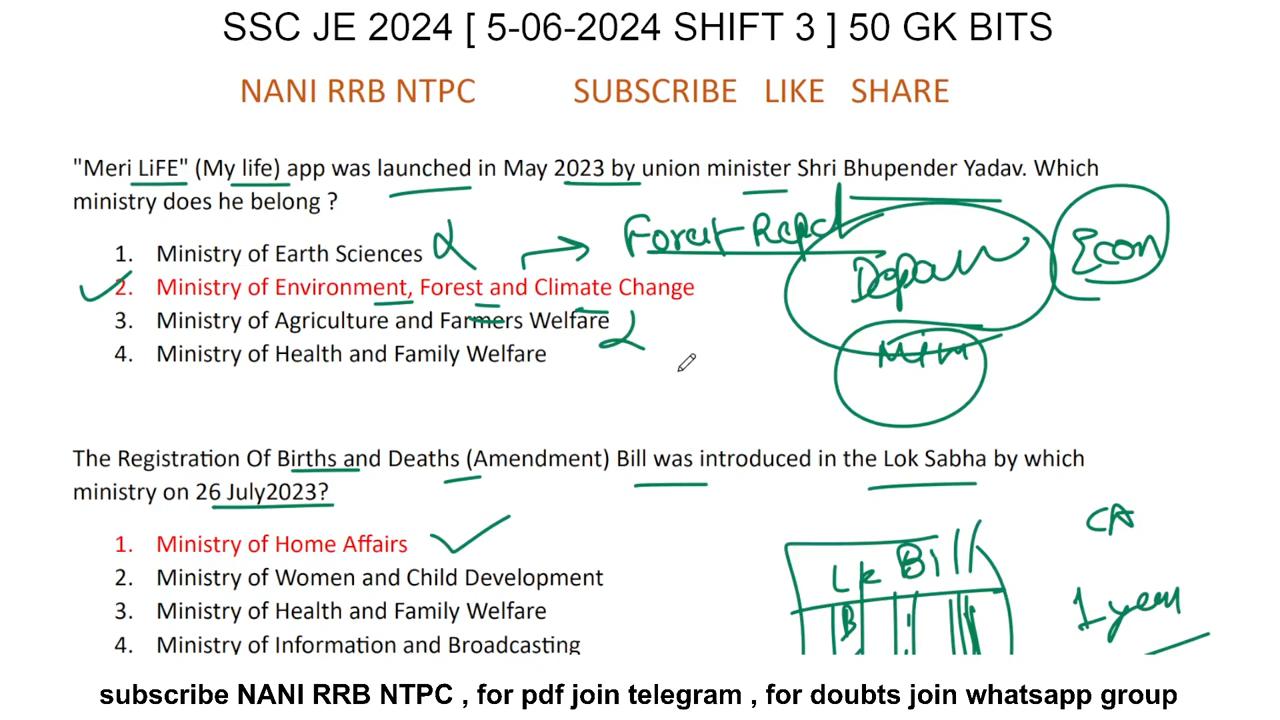 SSC JE 2024 [ 5-06-2024 SHIFT 3 ] 50 GK BITS
NANI RRB NTPC SUBSCRIBE LIKE SHARE
"Meri LiFE" (My life) app was launched in May 2023 by union minister Shri Bhupender Yadav. Which
ministry does he belong ?
1. Ministry of Earth Sciences
2. Ministry of Environment, Forest and Climate Change
3. Ministry of Agriculture and Farmers Welfare
4. Ministry of Health and Family Welfare
Econ
The Registration Of Births and Deaths (Amendment) Bill was introduced in the Lok Sabha by which
ministry on 26 July2023?
1. Ministry of Home Affairs
2. Ministry of Women and Child Development
3. Ministry of Health and Family Welfare
4. Ministry of Information and Broadcasting
CA
Bill
B
1 year
subscribe NANI RRB NTPC , for pdf join telegram , for doubts join whatsapp group